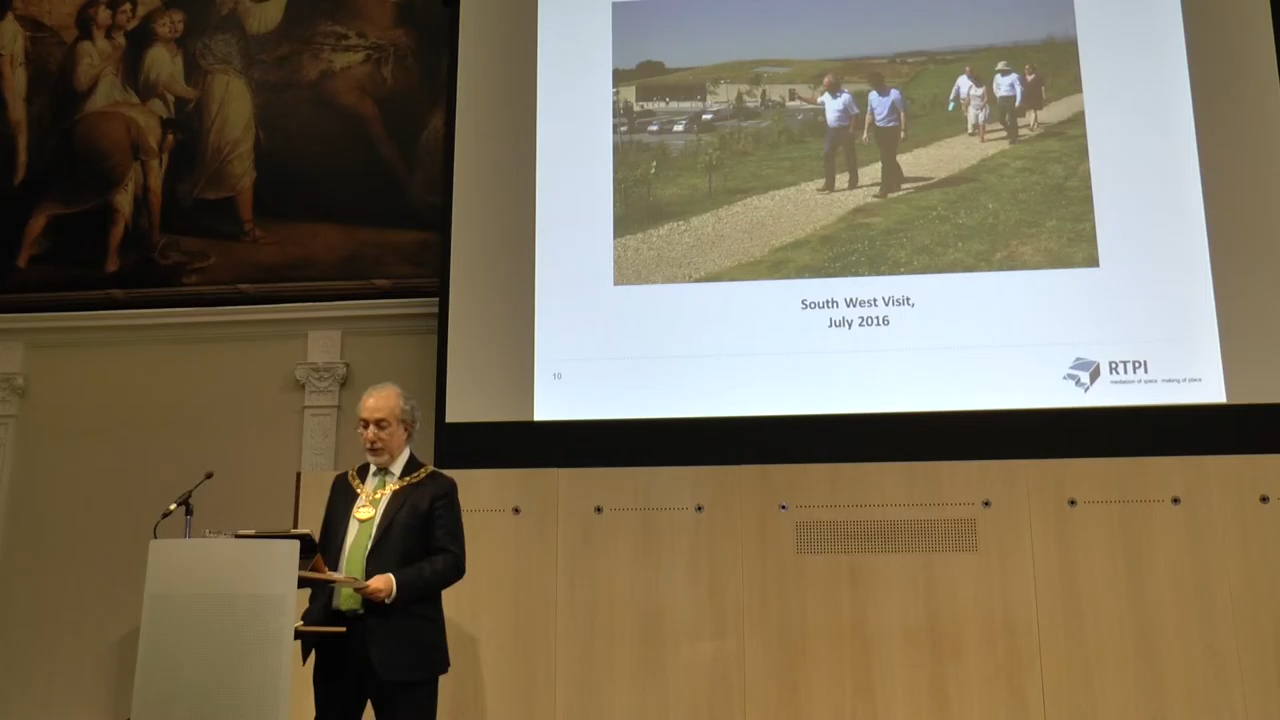 South West Visit,
July 2016
10
RTPI
mediation of space · making of place